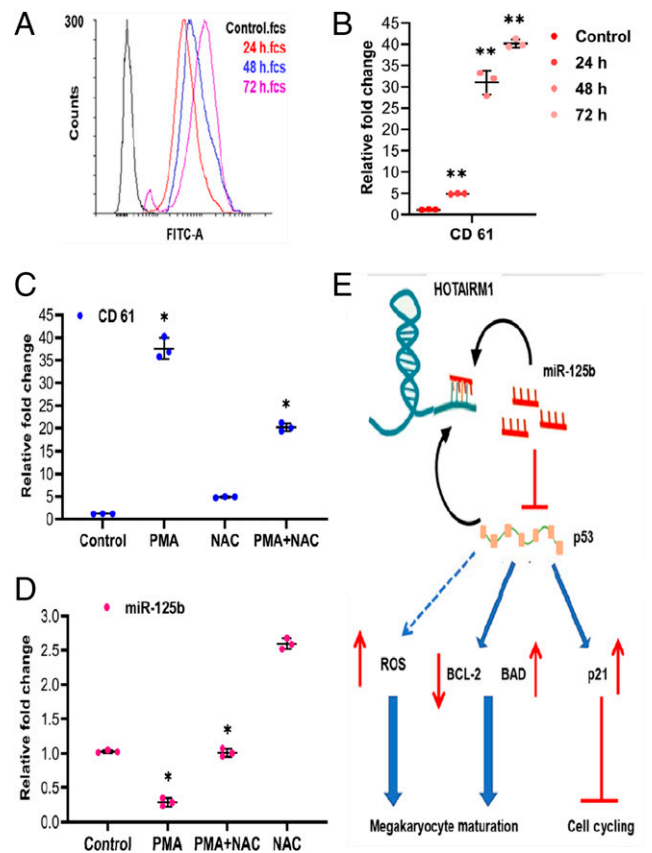 A
300
Counts
FITC-A
Control.fcs
24 h.fcs
48 h.fcs
72 h.fcs
B
Relative fold change
45
40
35
30
25
20
15
10
5
0
**
**
**
CD 61
Control
24 h
48 h
72 h
C
Relative fold change
45
40
35
30
25
20
15
10
5
0
CD 61
*
*
Control PMA NAC PMA+NAC
D
Relative fold change
3.0
2.5
2.0
1.5
1.0
0.5
0.0
miR-125b
*
*
Control PMA PMA+NAC NAC
E
HOTAIRM1
miR-125b
p53
ROS BCL-2 BAD p21
Megakaryocyte maturation Cell cycling